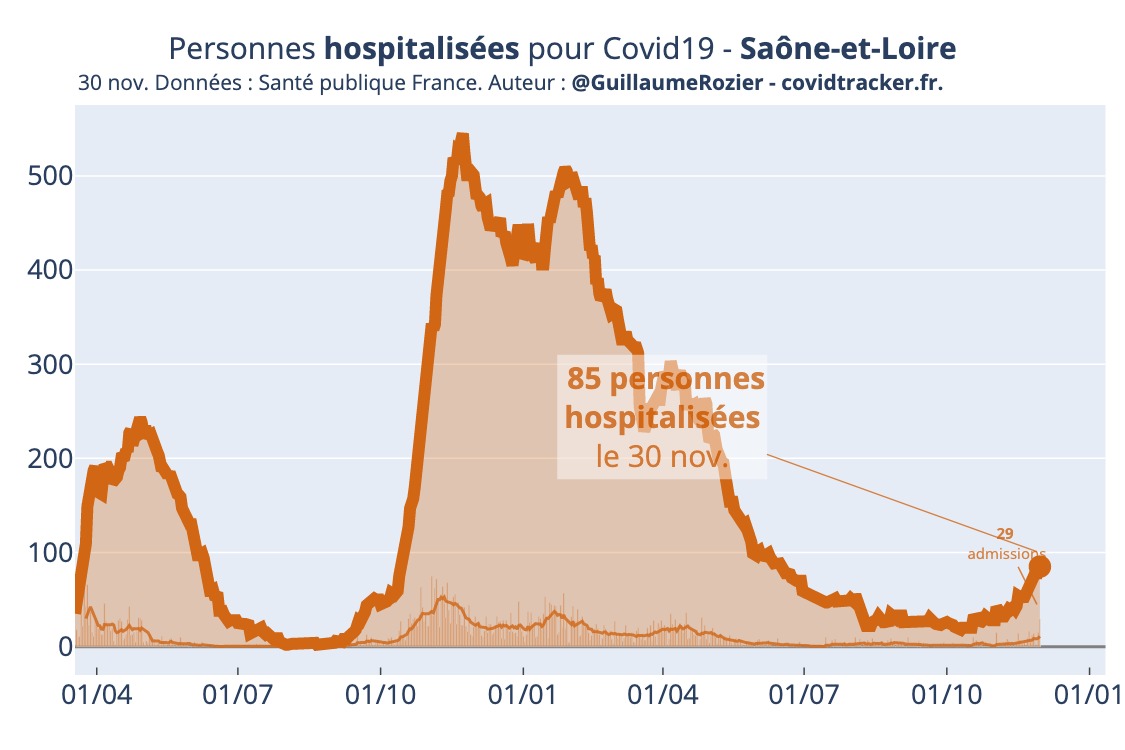 Personnes hospitalisées pour Covid19 - Saône-et-Loire
30 nov. Données : Santé publique France. Auteur : @GuillaumeRozier - covidtracker.fr.
500
400
300
200
100
0
85 personnes
hospitalisées
le 30 nov.
29
admissions
01/04
01/07
01/10
01/01
01/04
01/07
01/10
01/01